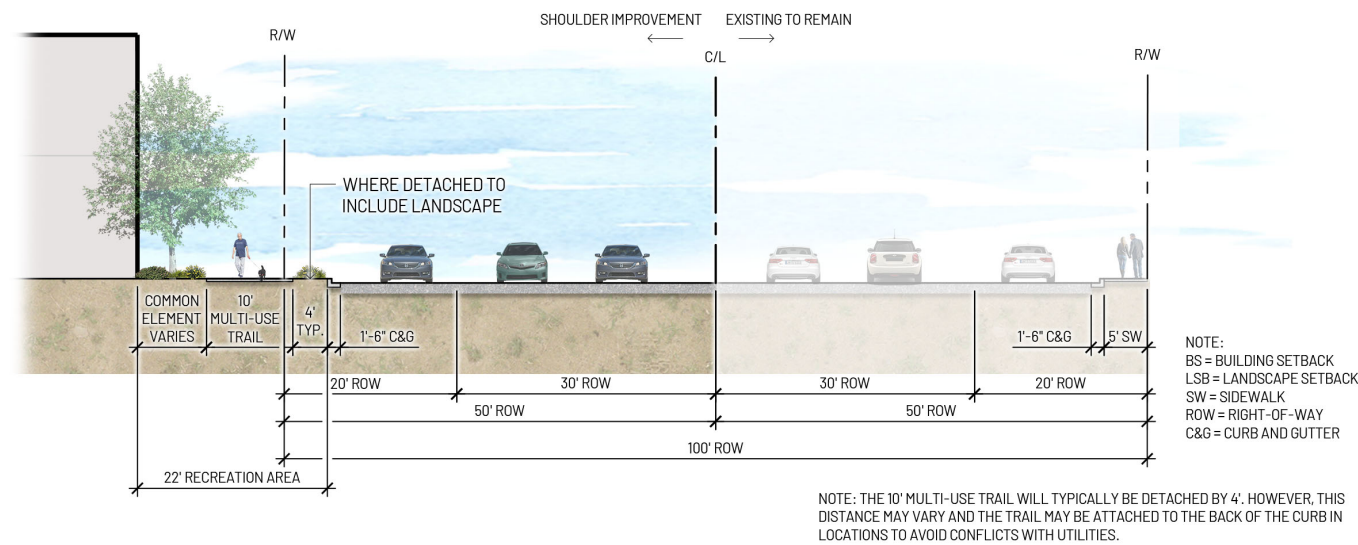 SHOULDER IMPROVEMENT
EXISTING TO REMAIN
R/W
C/L
R/W
WHERE DETACHED TO
INCLUDE LANDSCAPE
COMMON
ELEMENT
VARIES
10'
MULTI-USE
TRAIL
4'
TYP.
1'-6" C&G
1'-6" C&G
5' SW
20' ROW
30' ROW
30' ROW
20' ROW
50' ROW
50' ROW
100' ROW
22' RECREATION AREA
NOTE:
BS = BUILDING SETBACK
LSB = LANDSCAPE SETBACK
SW = SIDEWALK
ROW = RIGHT-OF-WAY
C&G = CURB AND GUTTER
NOTE: THE 10' MULTI-USE TRAIL WILL TYPICALLY BE DETACHED BY 4'. HOWEVER, THIS
DISTANCE MAY VARY AND THE TRAIL MAY BE ATTACHED TO THE BACK OF THE CURB IN
LOCATIONS TO AVOID CONFLICTS WITH UTILITIES.